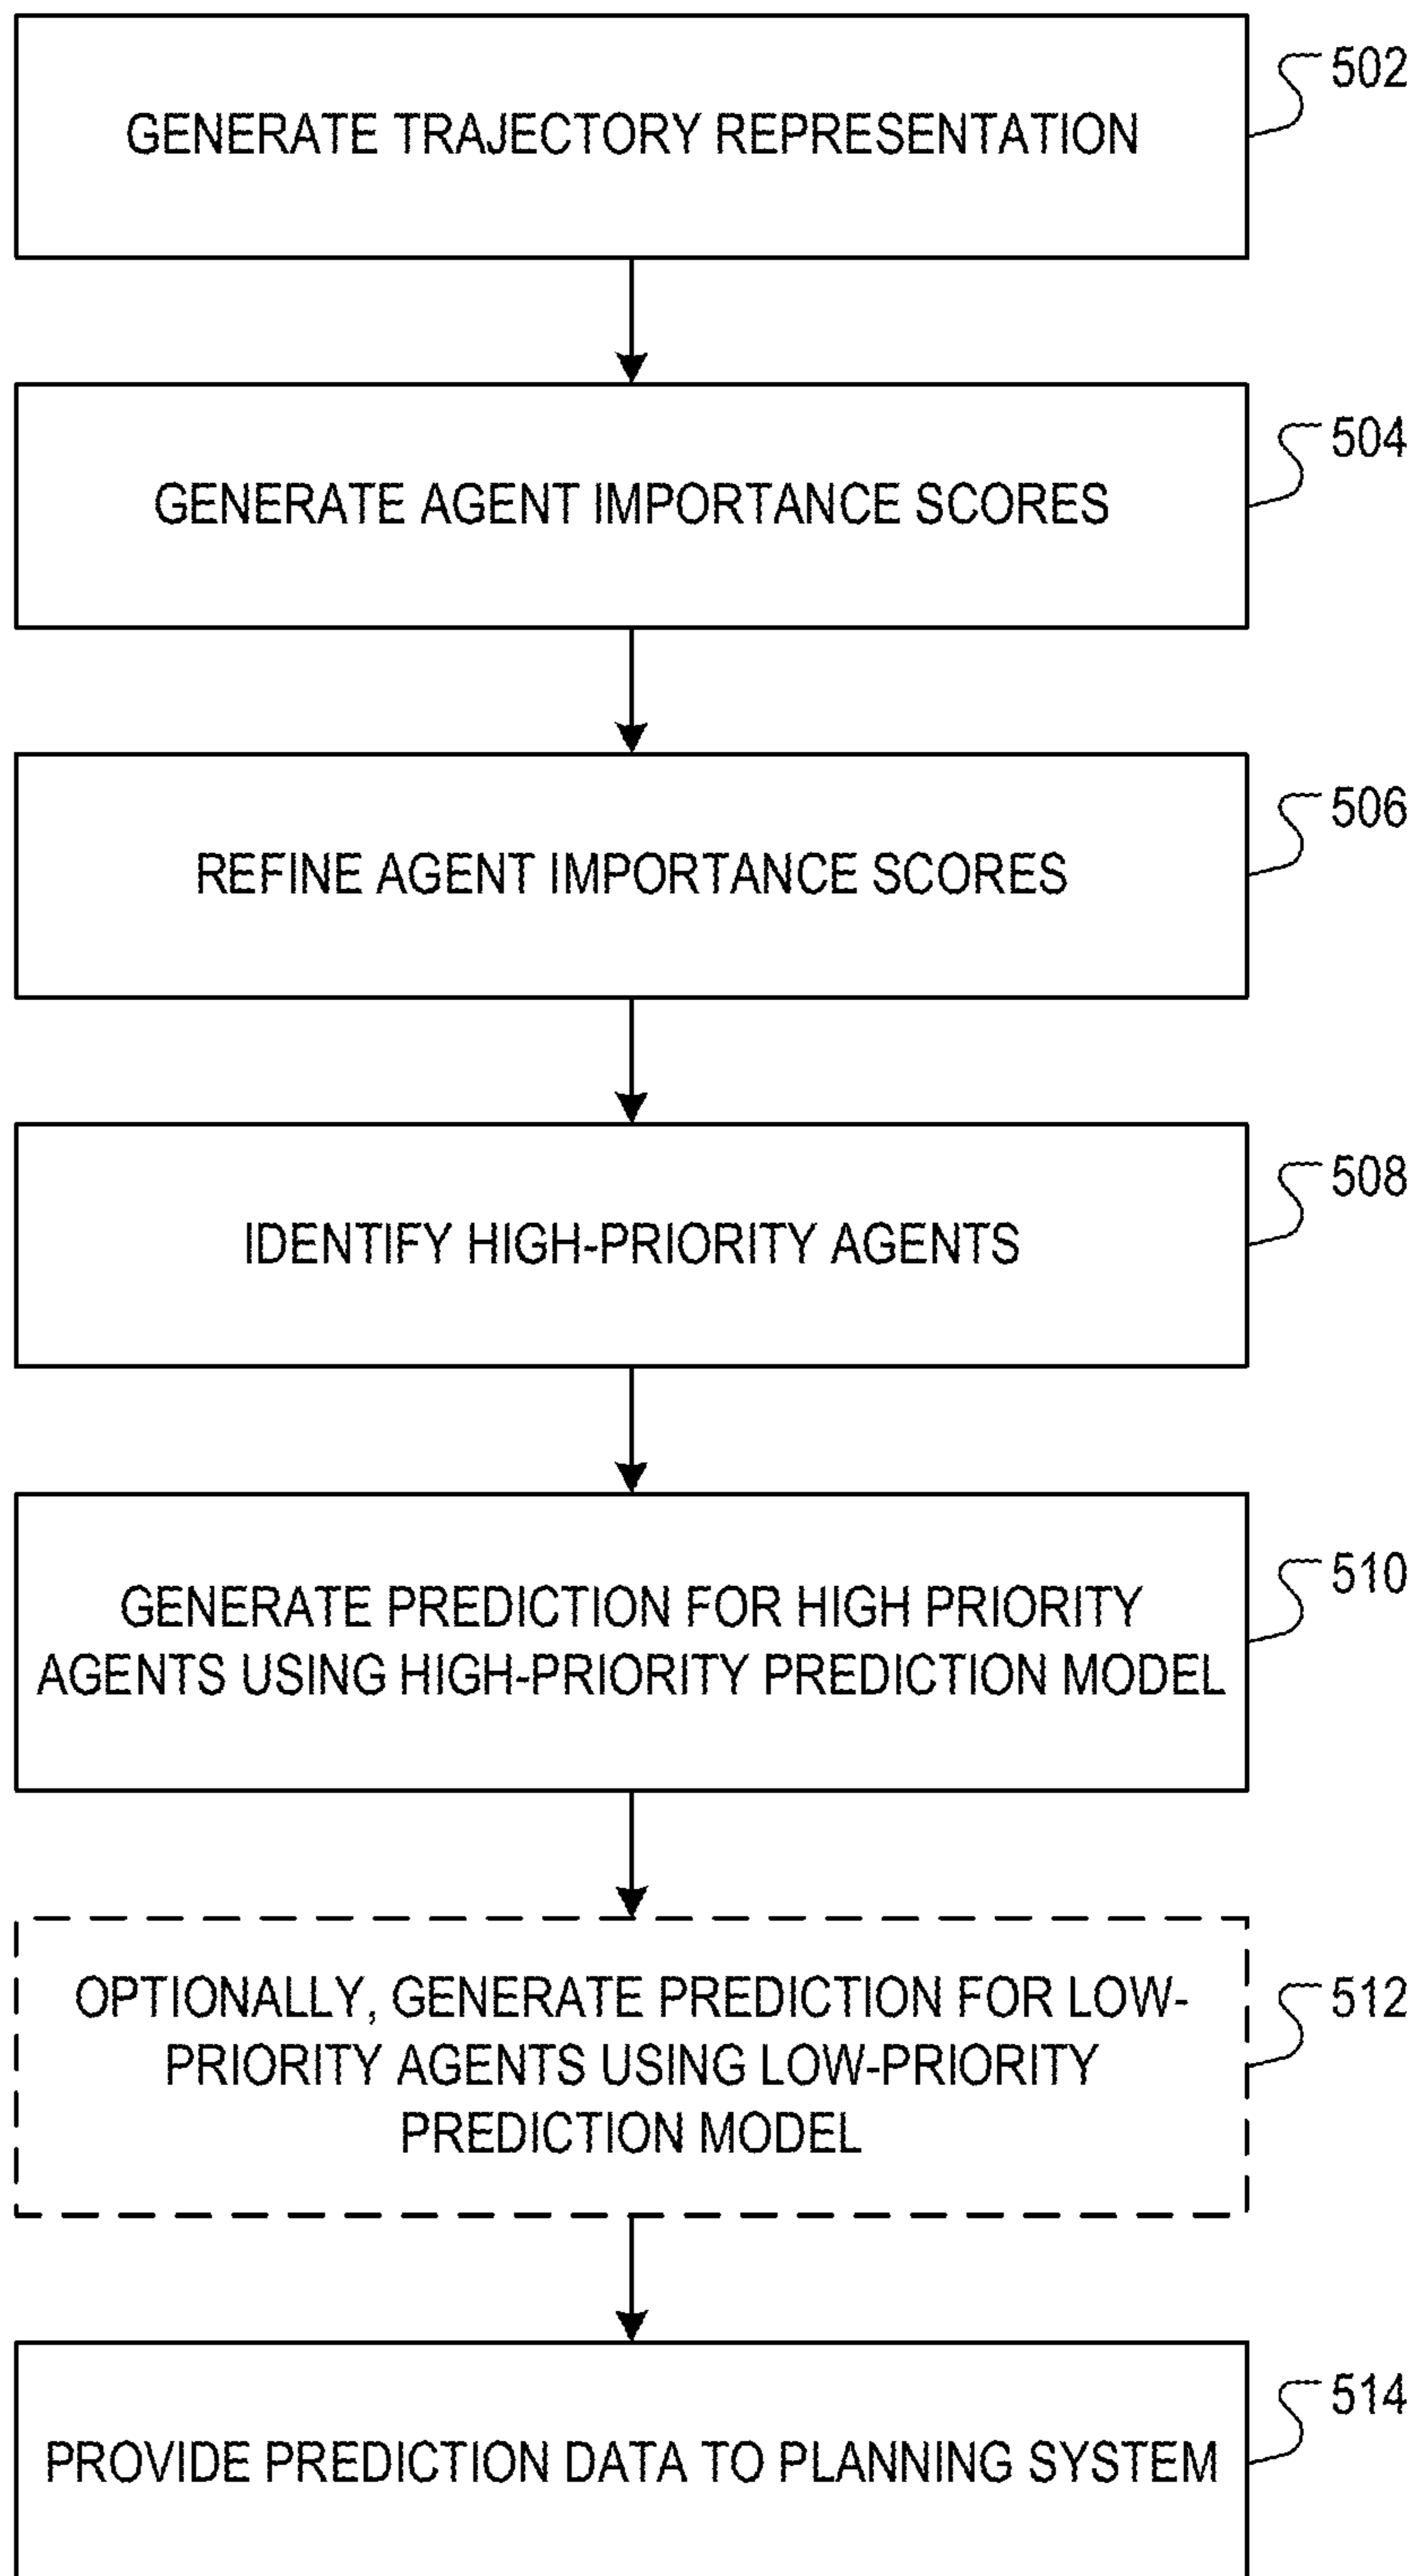 GENERATE TRAJECTORY REPRESENTATION
502
GENERATE AGENT IMPORTANCE SCORES
504
REFINE AGENT IMPORTANCE SCORES
506
IDENTIFY HIGH-PRIORITY AGENTS
508
GENERATE PREDICTION FOR HIGH PRIORITY
AGENTS USING HIGH-PRIORITY PREDICTION MODEL
510
OPTIONALLY, GENERATE PREDICTION FOR LOW-
PRIORITY AGENTS USING LOW-PRIORITY
PREDICTION MODEL
512
PROVIDE PREDICTION DATA TO PLANNING SYSTEM
514